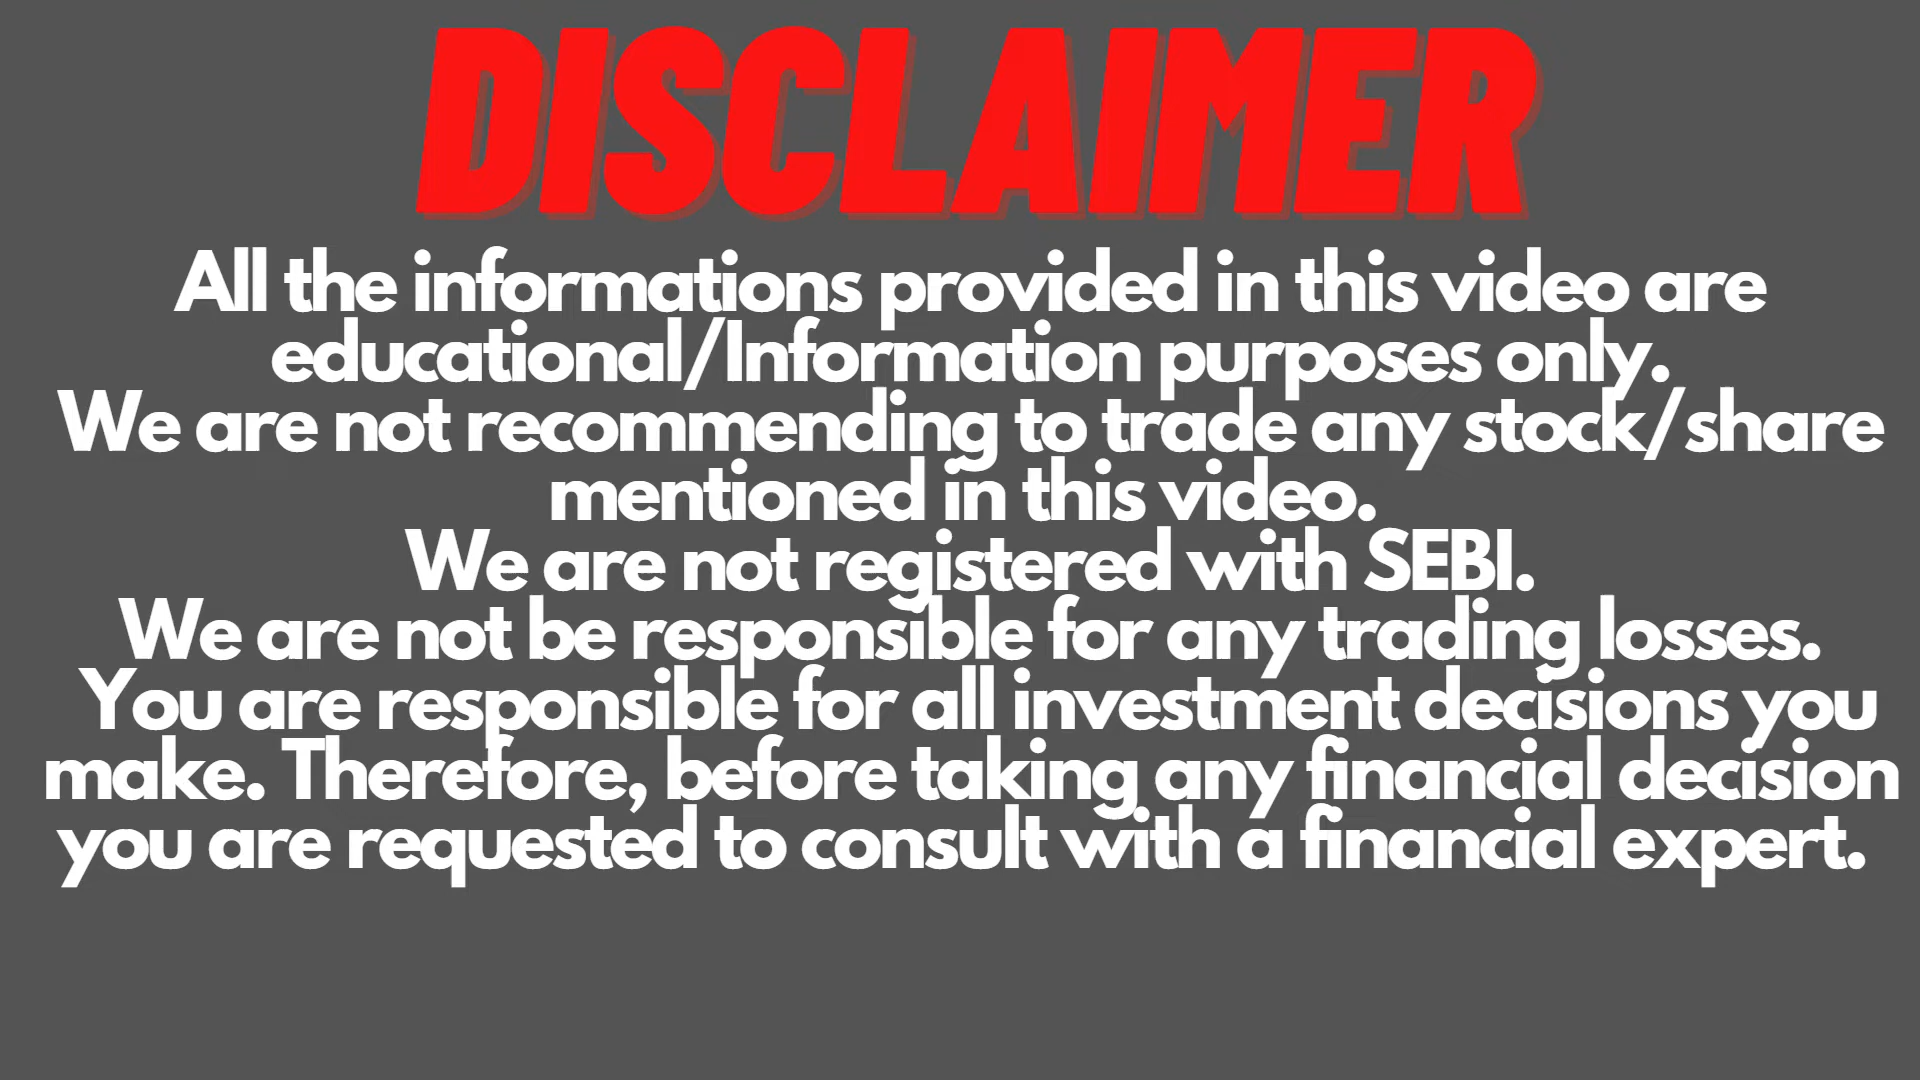 DISCLAIMER
All the informations provided in this video are
educational/Information purposes only.
We are not recommending to trade any stock/share
mentioned in this video.
We are not registered with SEBI.
We are not be responsible for any trading losses.
You are responsible for all investment decisions you
make. Therefore, before taking any financial decision
you are requested to consult with a financial expert.